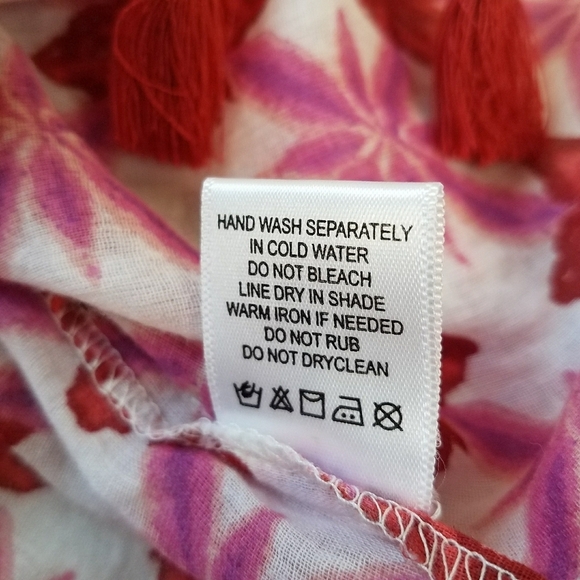 HAND WASH SEPARATELY
IN COLD WATER
DO NOT BLEACH
LINE DRY IN SHADE
WARM IRON IF NEEDED
DO NOT RUB
DO NOT DRYCLEAN